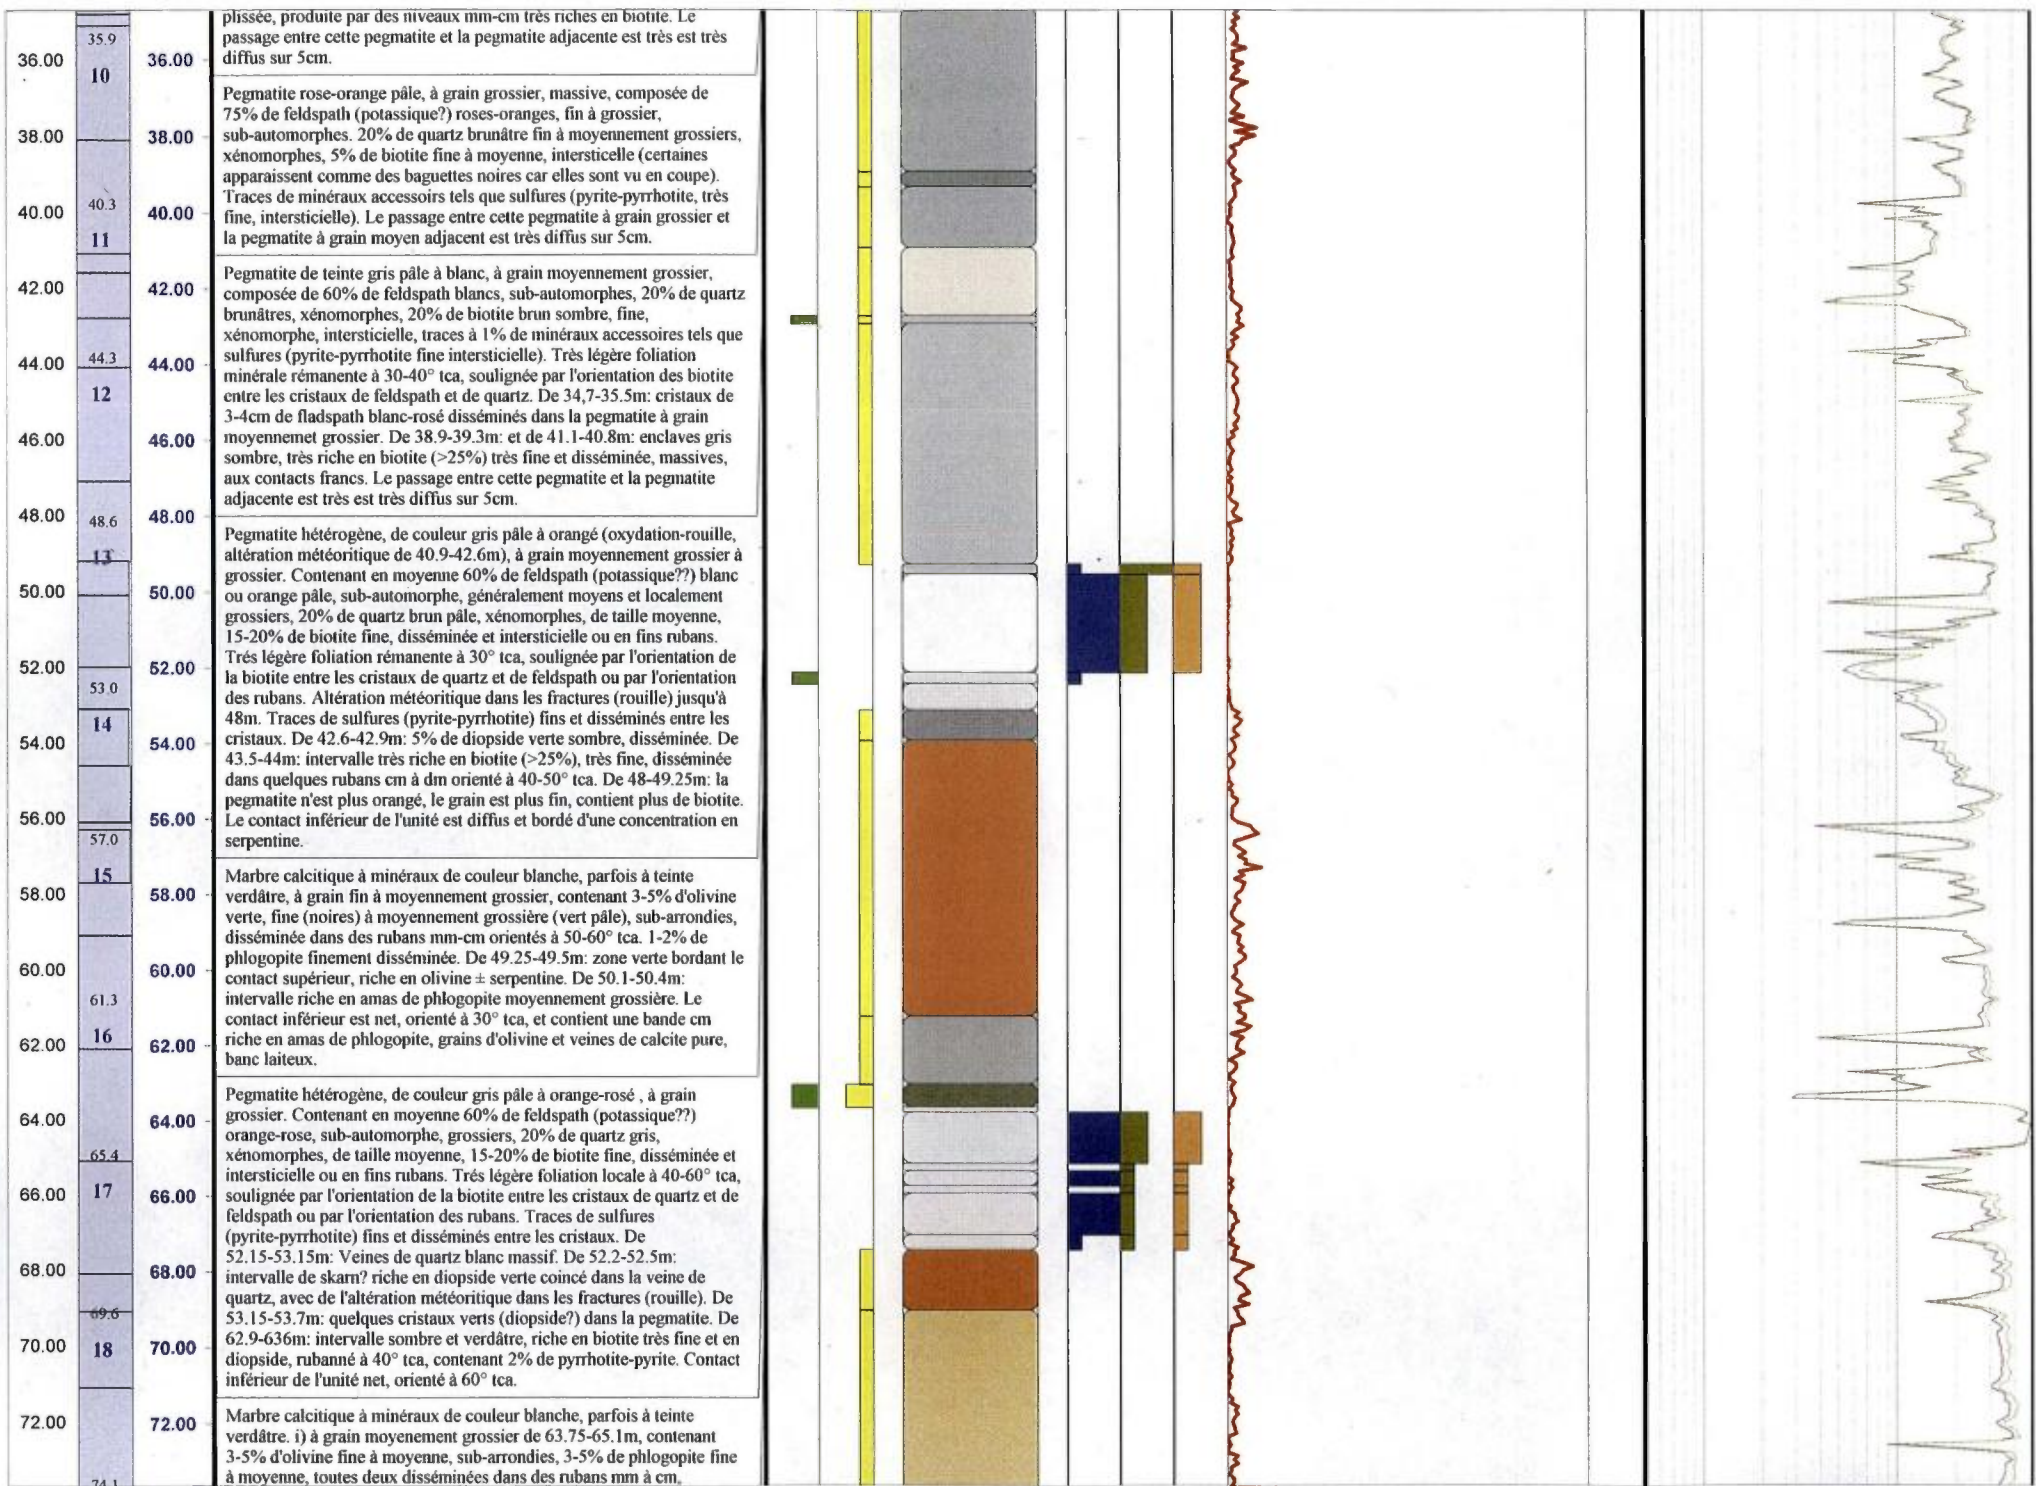 plissée, produite par des niveaux mm-cm très riches en biotite. Le
passage entre cette pegmatite et la pegmatite adjacente est très est très
diffus sur 5cm.
Pegmatite rose-orange pâle, à grain grossier, massive, composée de
75% de feldspath (potassique?) roses-oranges, fin à grossier,
sub-automorphes. 20% de quartz brunâtre fin à moyennement grossiers,
xénomorphes, 5% de biotite fine à moyenne, intersticelle (certaines
apparaissent comme des baguettes noires car elles sont vu en coupe).
Traces de minéraux accessoirs tels que sulfures (pyrite-pyrrhotite, très
fine, intersticielle). Le passage entre cette pegmatite à grain grossier et
la pegmatite à grain moyen adjacent est très diffus sur 5cm.
Pegmatite de teinte gris pâle à blanc, à grain moyennement grossier,
composée de 60% de feldspath blancs, sub-automorphes, 20% de quartz
brunâtres, xénomorphes, 20% de biotite brun sombre, fine,
xénomorphe, intersticielle, traces à 1% de minéraux accessoires tels que
sulfures (pyrite-pyrrhotite fine intersticielle). Très légère foliation
minérale rémanente à 30-40° tca, soulignée par l'orientation des biotite
entre les cristaux de feldspath et de quartz. De 34,7-35.5m: cristaux de
3-4cm de fladspath blanc-rosé disséminés dans la pegmatite à grain
moyennemet grossier. De 38.9-39.3m: et de 41.1-40.8m: enclaves gris
sombre, très riche en biotite (>25%) très fine et disséminée, massives,
aux contacts francs. Le passage entre cette pegmatite et la pegmatite
adjacente est très est très diffus sur 5cm.
Pegmatite hétérogène, de couleur gris pâle à orangé (oxydation-rouille,
altération météoritique de 40.9-42.6m), à grain moyennement grossier à
grossier. Contenant en moyenne 60% de feldspath (potassique??) blanc
ou orange pâle, sub-automorphe, généralement moyens et localement
grossiers, 20% de quartz brun pâle, xénomorphes, de taille moyenne,
15-20% de biotite fine, disséminée et intersticielle ou en fins rubans.
Trés légère foliation rémanente à 30° tca, soulignée par l'orientation de
la biotite entre les cristaux de quartz et de feldspath ou par l'orientation
des rubans. Altération météoritique dans les fractures (rouille) jusqu'à
48m. Traces de sulfures (pyrite-pyrrhotite) fins et disséminés entre les
cristaux. De 42.6-42.9m: 5% de diopside verte sombre, disséminée. De
43.5-44m: intervalle très riche en biotite (>25%), très fine, disséminée
dans quelques rubans cm à dm orienté à 40-50° tca. De 48-49.25m: la
pegmatite n'est plus orangé, le grain est plus fin, contient plus de biotite.
Le contact inférieur de l'unité est diffus et bordé d'une concentration en
serpentine.
Marbre calcitique à minéraux de couleur blanche, parfois à teinte
verdâtre, à grain fin à moyennement grossier, contenant 3-5% d'olivine
verte, fine (noires) à moyennement grossière (vert pâle), sub-arrondies,
disséminée dans des rubans mm-cm orientés à 50-60° tca. 1-2% de
phlogopite finement disséminée. De 49.25-49.5m: zone verte bordant le
contact supérieur, riche en olivine ± serpentine. De 50.1-50.4m:
intervalle riche en amas de phlogopite moyennement grossière. Le
contact inférieur est net, orienté à 30° tca, et contient une bande cm
riche en amas de phlogopite, grains d'olivine et veines de calcite pure,
banc laiteux.
Pegmatite hétérogène, de couleur gris pâle à orange-rosé , à grain
grossier. Contenant en moyenne 60% de feldspath (potassique??)
orange-rose, sub-automorphe, grossiers, 20% de quartz gris,
xénomorphes, de taille moyenne, 15-20% de biotite fine, disséminée et
intersticielle ou en fins rubans. Trés légère foliation locale à 40-60° tca,
soulignée par l'orientation de la biotite entre les cristaux de quartz et de
feldspath ou par l'orientation des rubans. Traces de sulfures
(pyrite-pyrrhotite) fins et disséminés entre les cristaux. De
52.15-53.15m: Veines de quartz blanc massif. De 52.2-52.5m:
intervalle de skarn? riche en diopside verte coincé dans la veine de
quartz, avec de l'altération météoritique dans les fractures (rouille). De
53.15-53.7m: quelques cristaux verts (diopside?) dans la pegmatite. De
62.9-636m: intervalle sombre et verdâtre, riche en biotite très fine et en
diopside, rubanné à 40° tca, contenant 2% de pyrrhotite-pyrite. Contact
inférieur de l'unité net, orienté à 60° tca.
Marbre calcitique à minéraux de couleur blanche, parfois à teinte
verdâtre. i) à grain moyenement grossier de 63.75-65.1m, contenant
3-5% d'olivine fine à moyenne, sub-arrondies, 3-5% de phlogopite fine
à moyenne, toutes deux disséminées dans des rubans mm à cm,
36.00
38.00
40.00
42.00
44.00
46.00
48.00
50.00
52.00
54.00
56.00
58.00
60.00
62.00
64.00
66.00
68.00
70.00
72.00
35.9
10
40.3
11
44.3
12
48.6
13
53.0
14
57.0
15
61.3
16
65.4
17
69.6
18
74.1
36.00
38.00
40.00
42.00
44.00
46.00
48.00
50.00
52.00
54.00
56.00
58.00
60.00
62.00
64.00
66.00
68.00
70.00
72.00